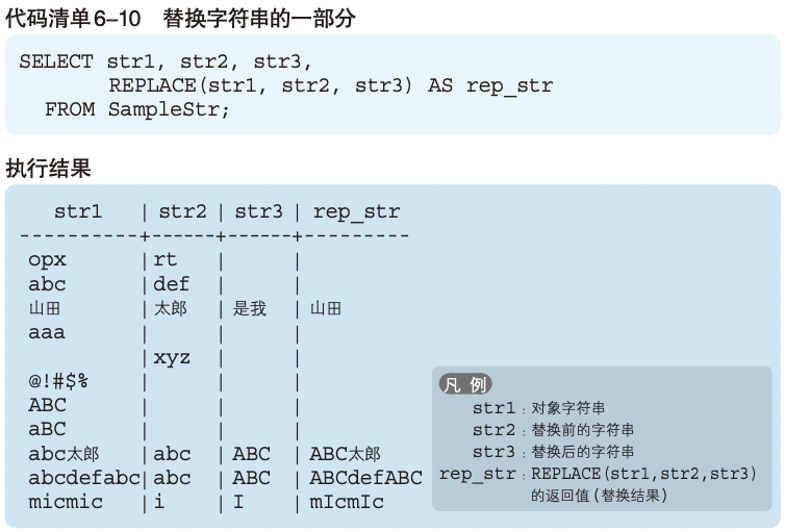 代码清单6-10 替换字符串的一部分
SELECT str1, str2, str3,
       REPLACE(str1, str2, str3) AS rep_str
  FROM SampleStr;
执行结果
str1 | str2 | str3 | rep_str
----------+------+------+---------
opx | rt | |
abc | def | |
山田 | 太郎 | 是我 | 山田
aaa | | |
| xyz | |
@!#$% | | |
ABC | | |
aBC | | |
abc太郎 | abc | ABC | ABC太郎
abcdefabc| abc | ABC | ABCdefABC
micmic | i | I | mIcmIc
凡例
str1：对象字符串
str2：替换前的字符串
str3：替换后的字符串
rep_str：REPLACE(str1,str2,str3)
的返回值(替换结果)